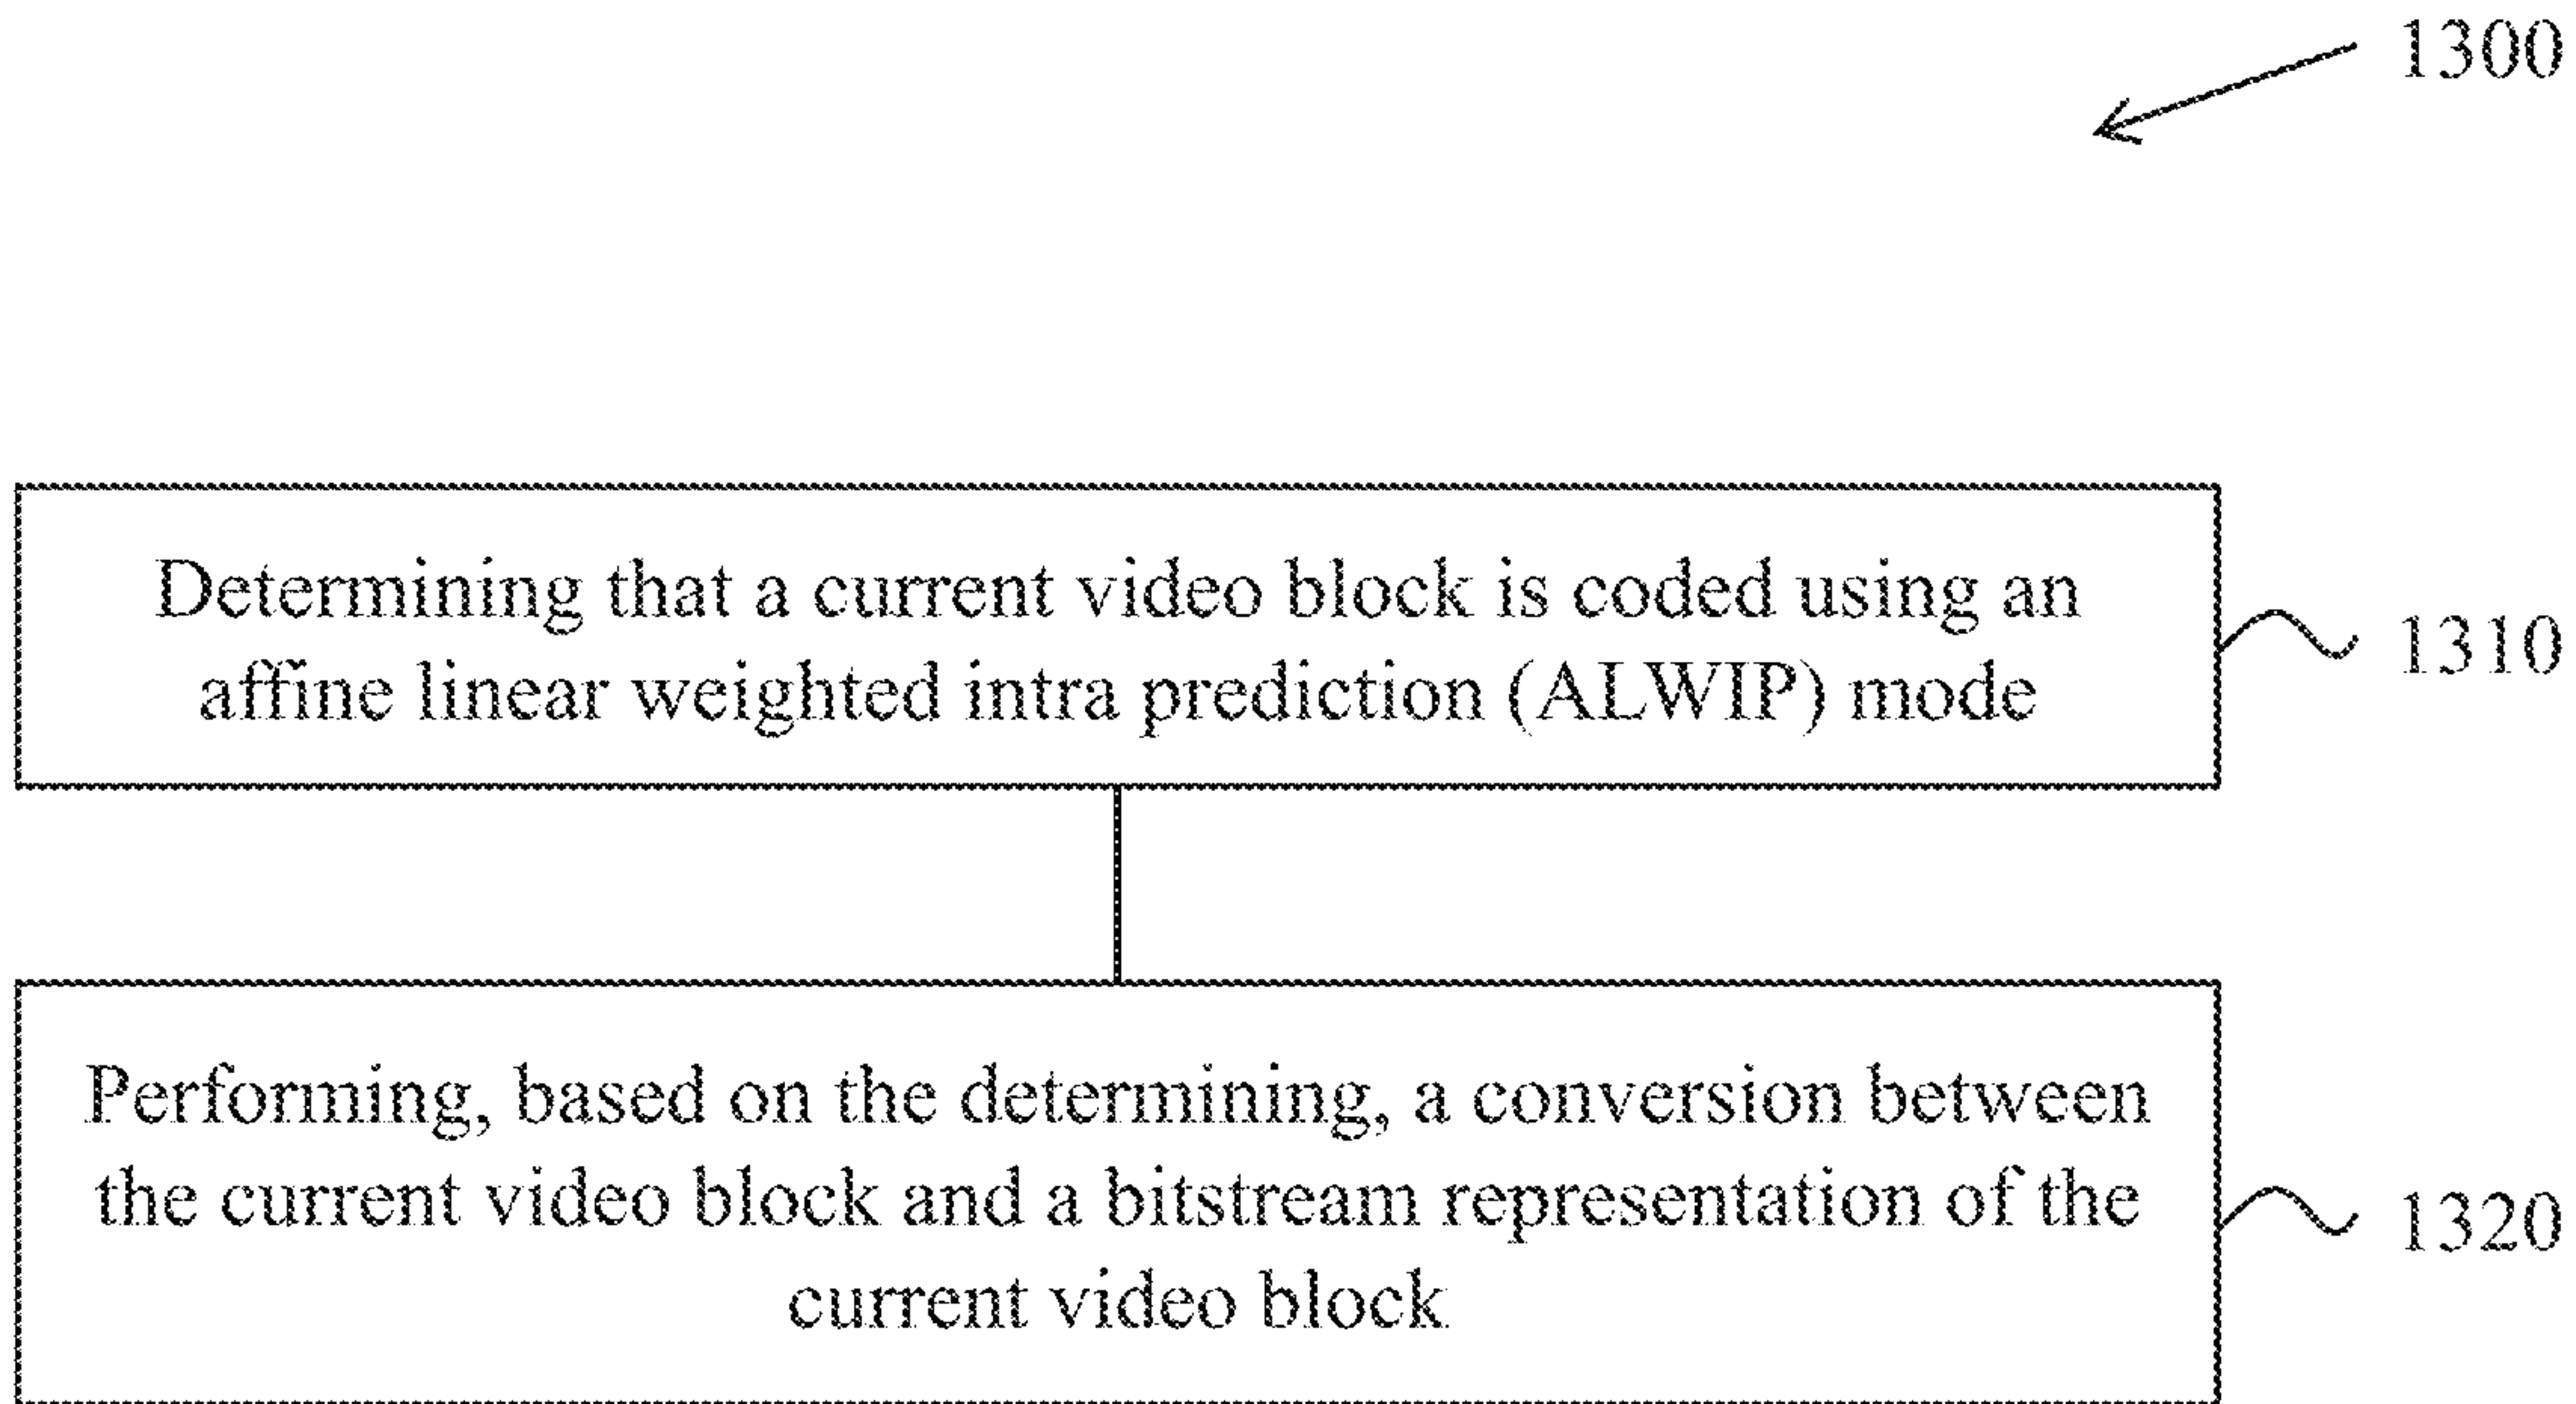 1300
Determining that a current video block is coded using an
affine linear weighted intra prediction (ALWIP) mode
1310
Performing, based on the determining, a conversion between
the current video block and a bitstream representation of the
current video block
1320